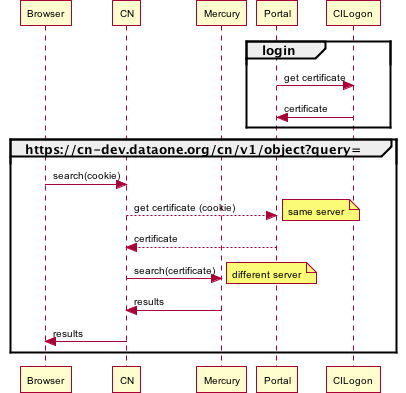 Browser CN Mercury Portal CILogon
login
get certificate
certificate
https://cn-dev.dataone.org/cn/v1/object?query=
search(cookie)
get certificate (cookie)
same server
certificate
search(certificate)
different server
results
results
Browser CN Mercury Portal CILogon